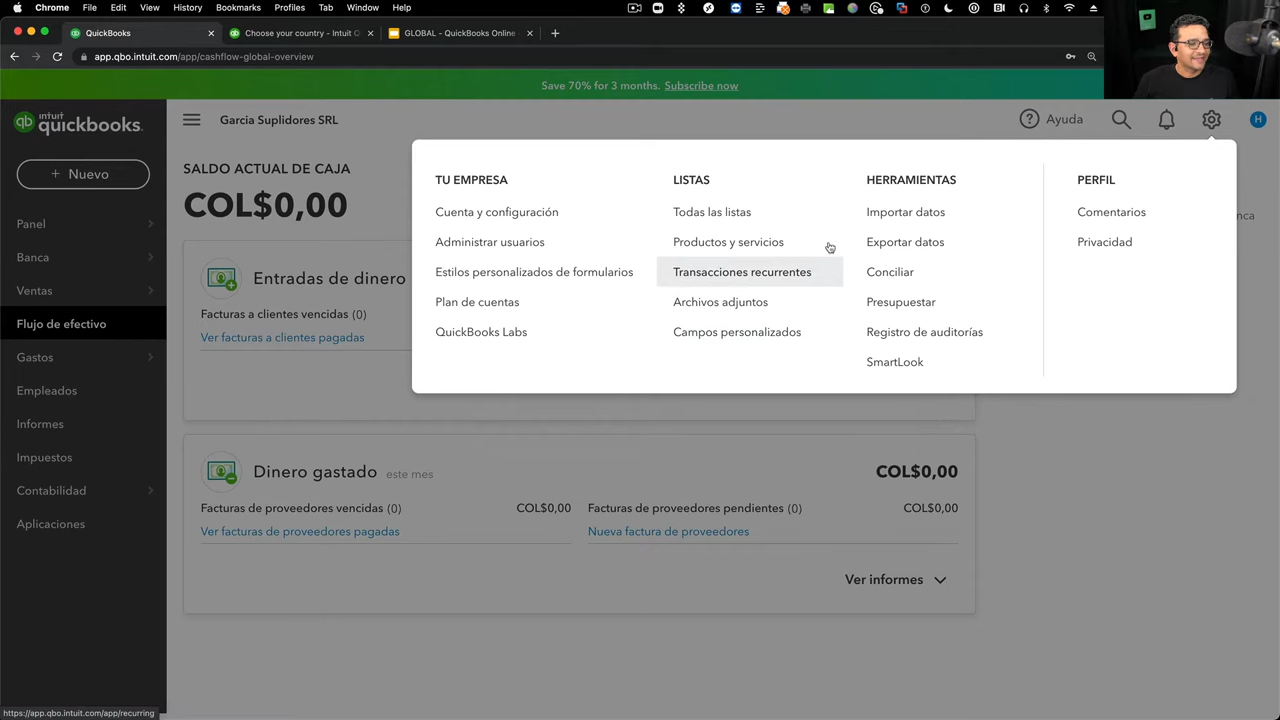 Chrome File Edit View History Bookmarks Profiles Tab Window Help
QuickBooks
Choose your country - Intuit Q
GLOBAL - QuickBooks Online
app.qbo.intuit.com/app/cashflow-global-overview
Save 70% for 3 months. Subscribe now
intuit quickbooks.
Garcia Suplidores SRL
Ayuda
H
+ Nuevo
Panel
Banca
Ventas
Flujo de efectivo
Gastos
Empleados
Informes
Impuestos
Contabilidad
Aplicaciones
SALDO ACTUAL DE CAJA
COL$0,00
Entradas de dinero
Facturas a clientes vencidas (0)
Ver facturas a clientes pagadas
TU EMPRESA
Cuenta y configuración
Administrar usuarios
Estilos personalizados de formularios
Plan de cuentas
QuickBooks Labs
LISTAS
Todas las listas
Productos y servicios
Transacciones recurrentes
Archivos adjuntos
Campos personalizados
HERRAMIENTAS
Importar datos
Exportar datos
Conciliar
Presupuestar
Registro de auditorías
SmartLook
PERFIL
Comentarios
Privacidad
Dinero gastado este mes
COL$0,00
Facturas de proveedores vencidas (0) COL$0,00
Ver facturas de proveedores pagadas
Facturas de proveedores pendientes (0) COL$0,00
Nueva factura de proveedores
Ver informes
https://app.qbo.intuit.com/app/recurring